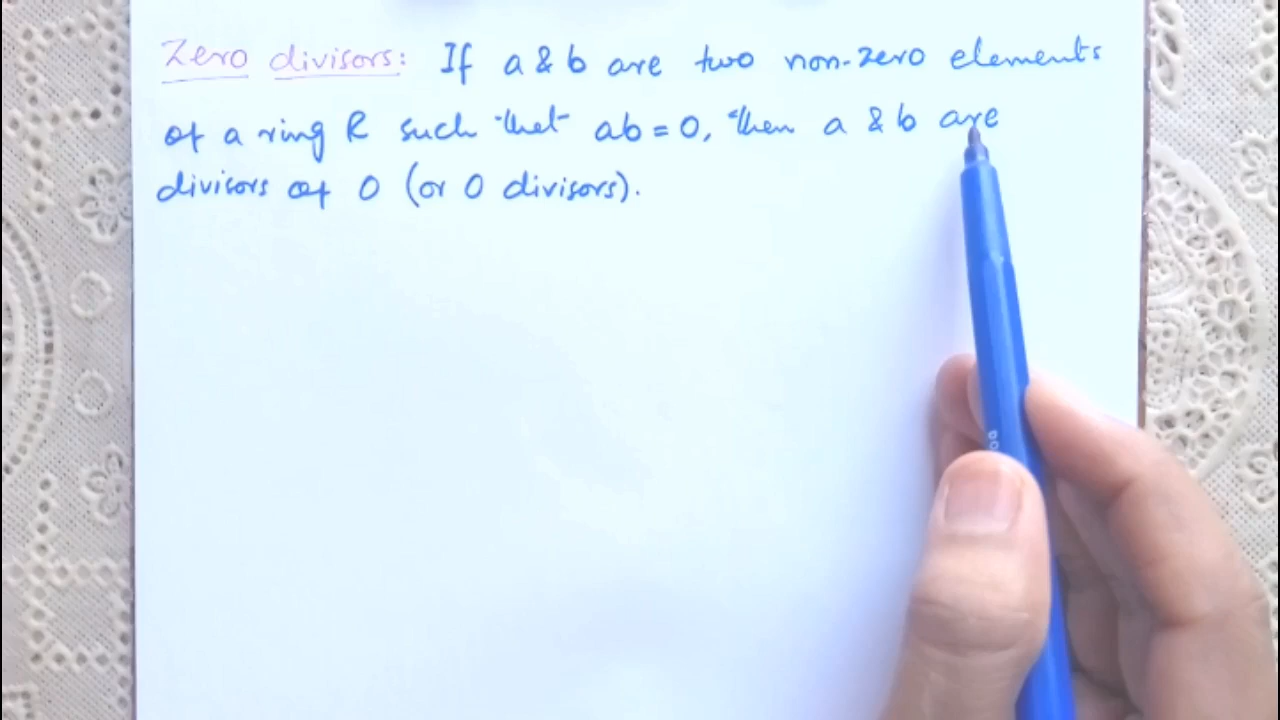 Zero divisors: If a & b are two non-zero elements
of a ring R such that ab = 0, then a & b are
divisors of 0 (or 0 divisors).